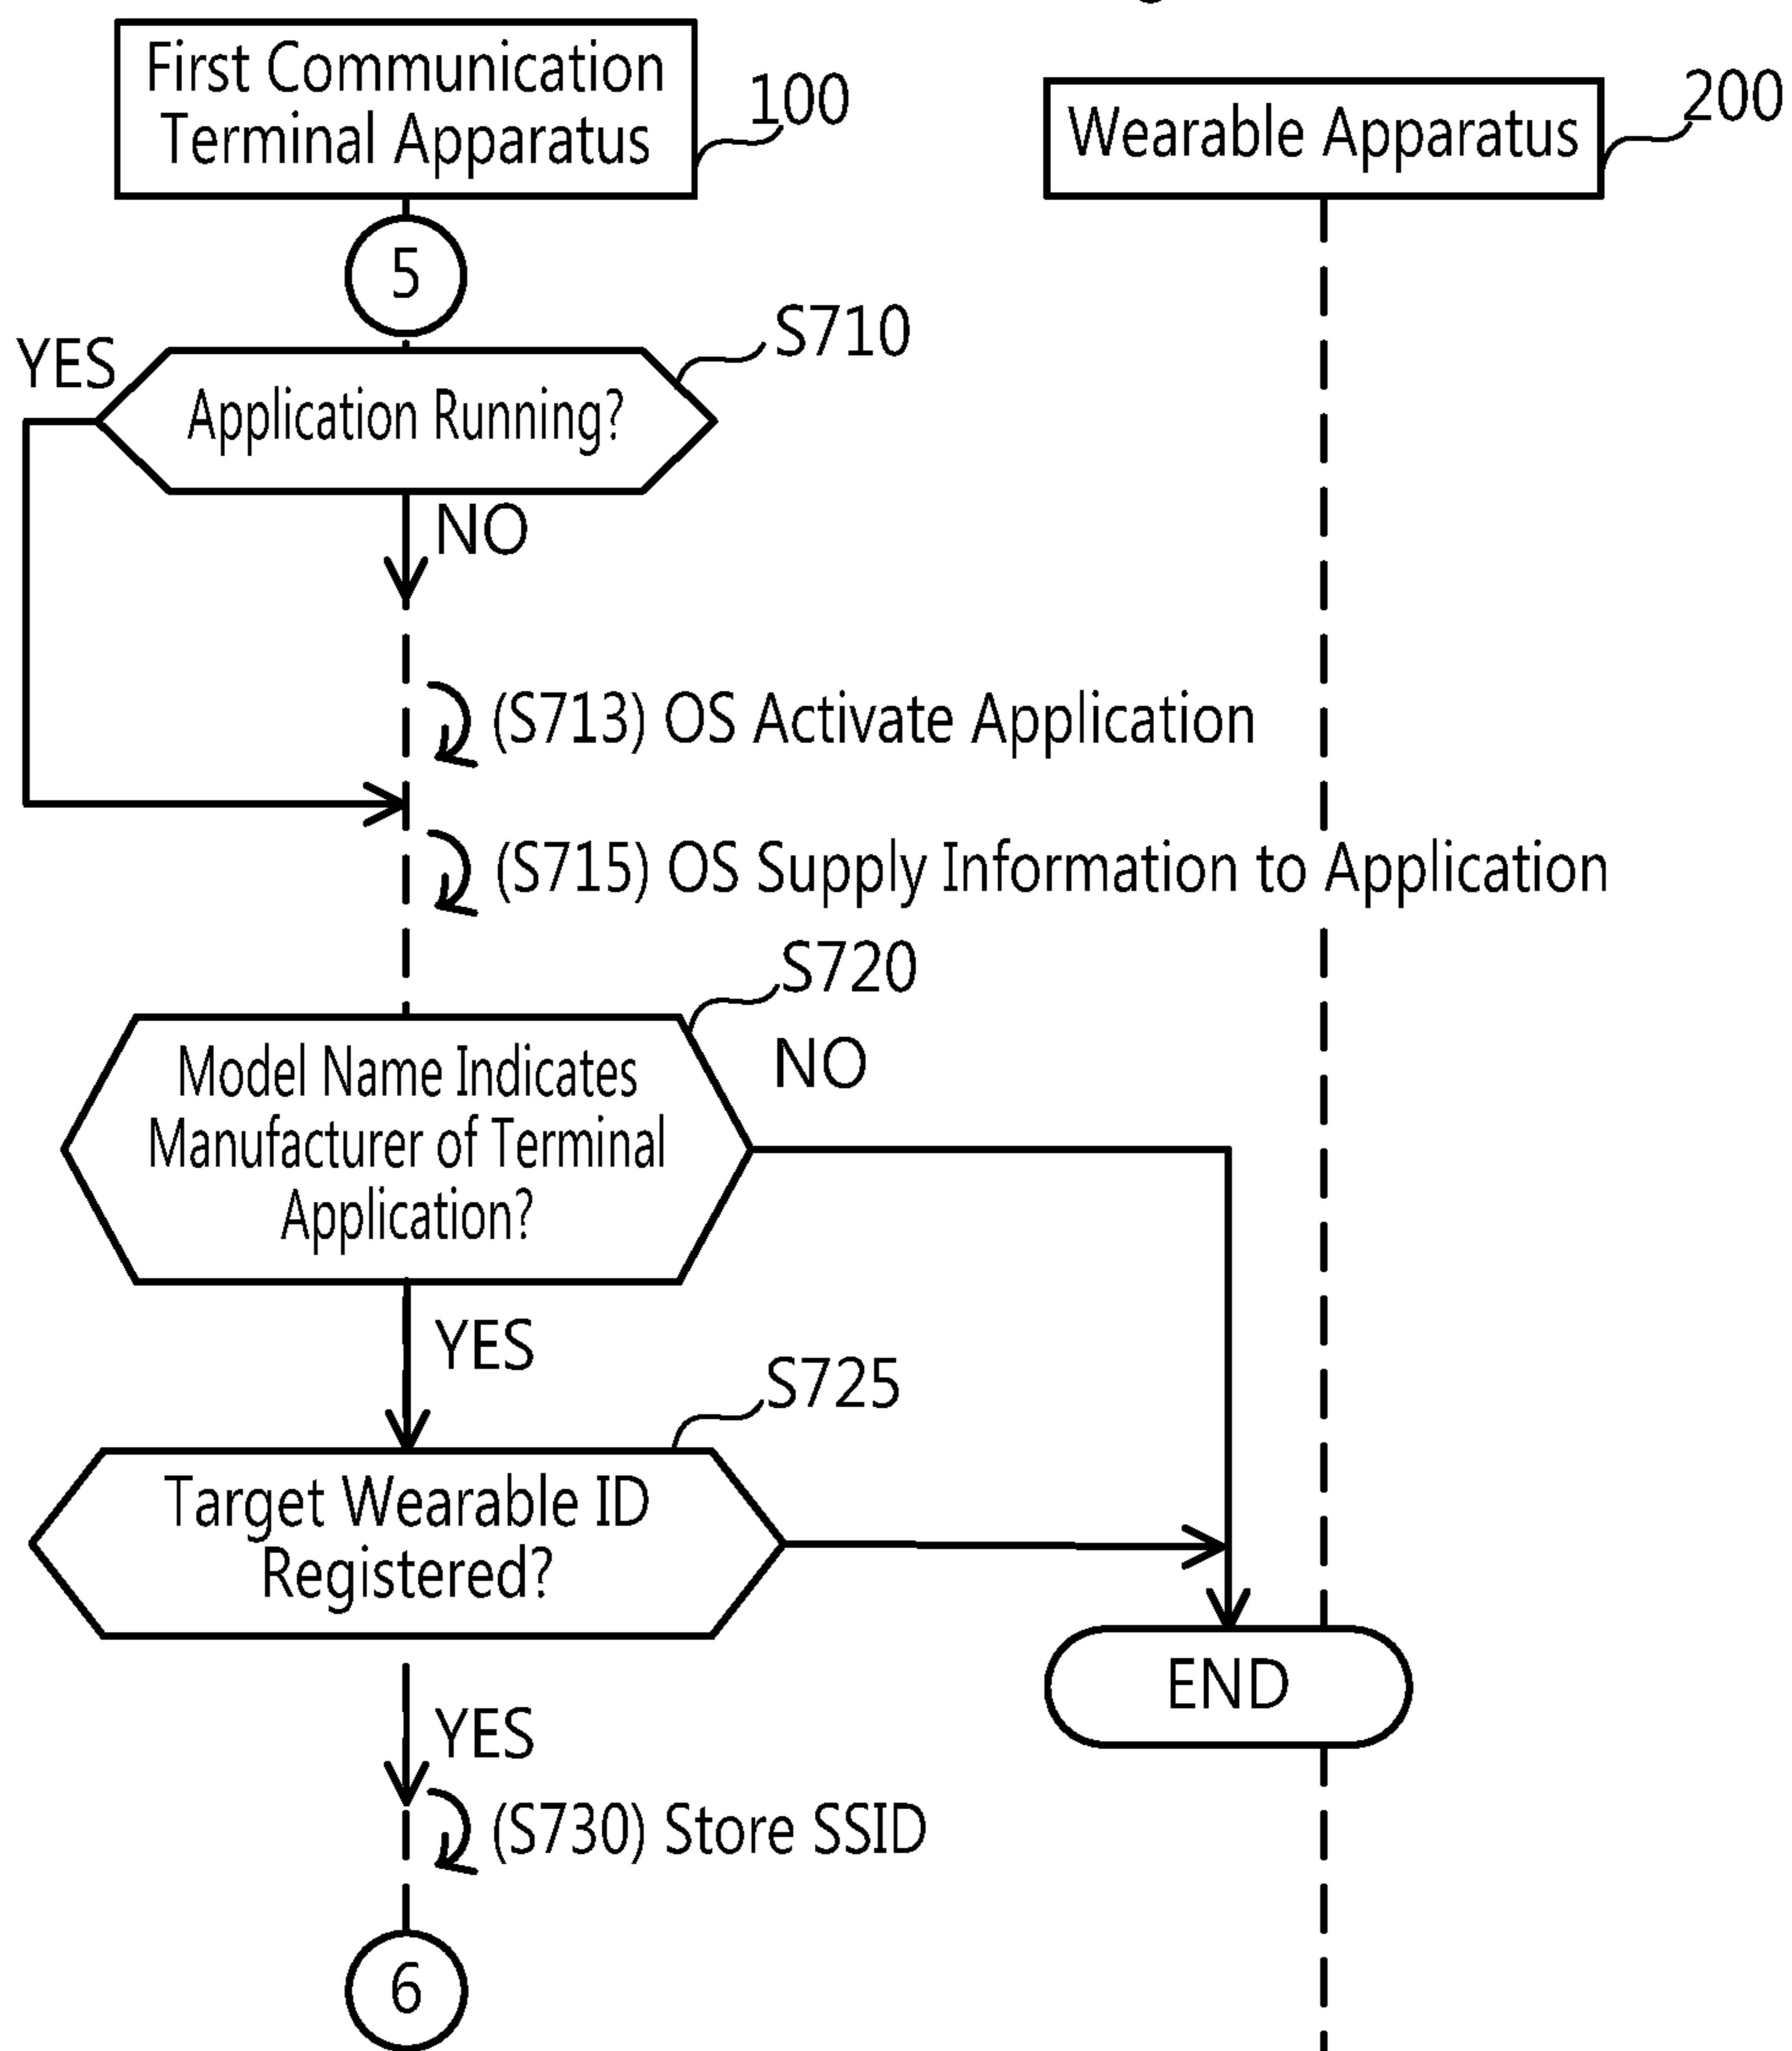 First Communication
Terminal Apparatus
100
Wearable Apparatus
200
5
YES
S710
Application Running?
NO
(S713) OS Activate Application
(S715) OS Supply Information to Application
S720
NO
Model Name Indicates
Manufacturer of Terminal
Application?
YES
S725
Target Wearable ID
Registered?
END
YES
(S730) Store SSID
6